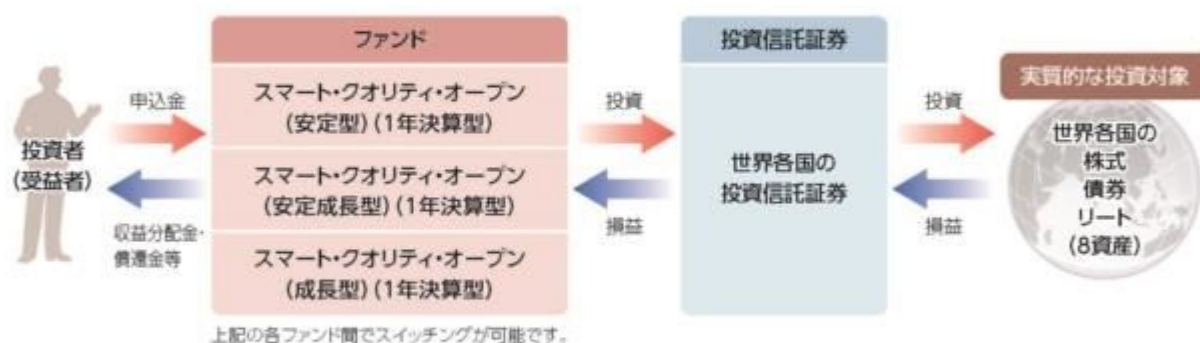 投資者
(受益者)
申込金
収益分配金・
償還金等
ファンド
スマート・クオリティ・オープン
(安定型)(1年決算型)
スマート・クオリティ・オープン
(安定成長型)(1年決算型)
スマート・クオリティ・オープン
(成長型)(1年決算型)
上記の各ファンド間でスイッチングが可能です。
投資
損益
投資信託証券
世界各国の
投資信託証券
投資
損益
実質的な投資対象
世界各国の
株式
債券
リート
(8資産)